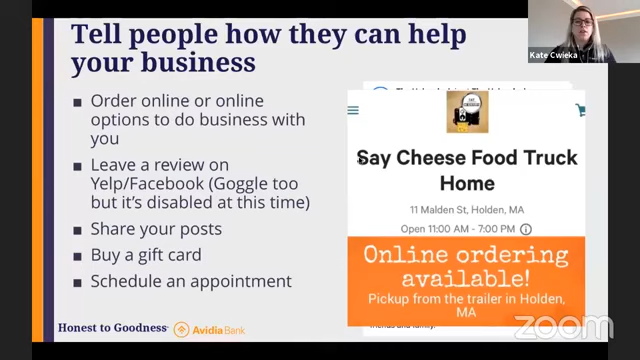 Tell people how they can help
your business
■ Order online or online
options to do business with
you
■ Leave a review on
Yelp/Facebook (Goggle too
but it's disabled at this time)
■ Share your posts
■ Buy a gift card
■ Schedule an appointment
Say Cheese Food Truck
Home
11 Malden St, Holden, MA
Open 11:00 AM - 7:00 PM
Online ordering
available!
Pickup from the trailer in Holden,
MA
Honest to Goodness
Avidia Bank
Kate Cwieka
zoom